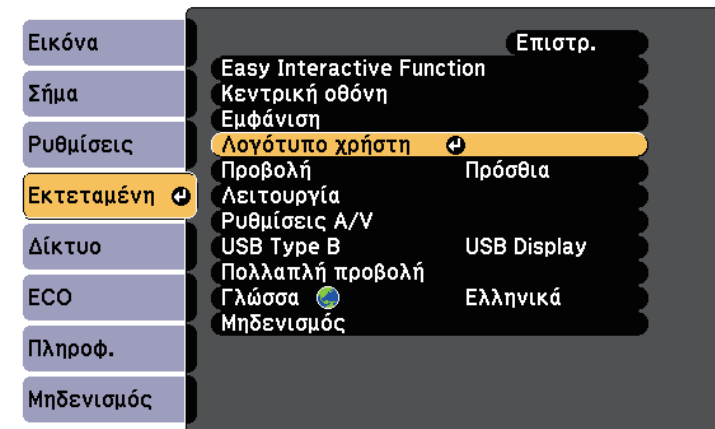 Εικόνα
Σήμα
Ρυθμίσεις
Εκτεταμένη
Δίκτυο
ECO
Πληροφ.
Μηδενισμός
Επιστρ.
Easy Interactive Function
Κεντρική οθόνη
Εμφάνιση
Λογότυπο χρήστη
Προβολή Πρόσθια
Λειτουργία
Ρυθμίσεις A/V
USB Type B USB Display
Πολλαπλή προβολή
Γλώσσα Ελληνικά
Μηδενισμός